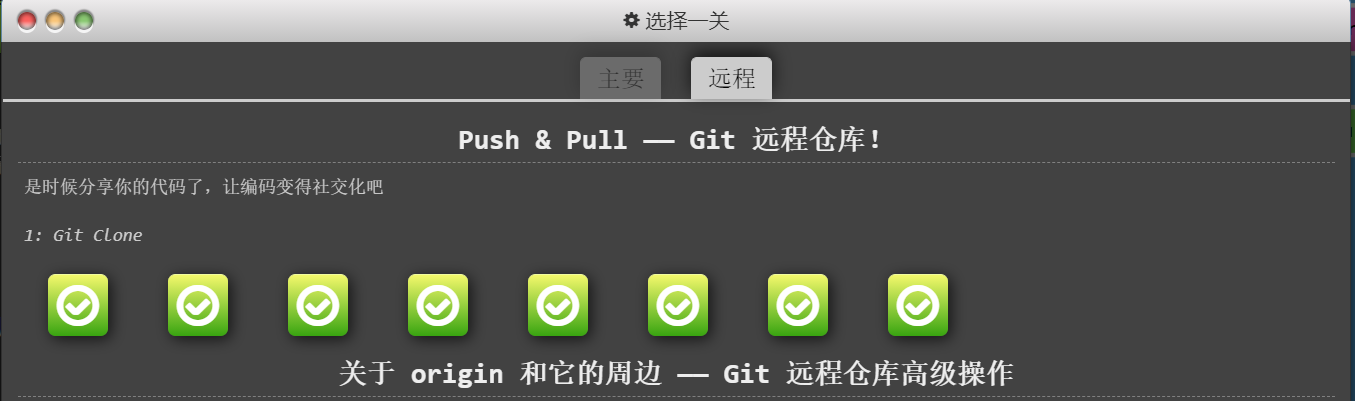 选择一关
主要 远程
Push & Pull —— Git 远程仓库！
是时候分享你的代码了，让编码变得社交化吧
1: Git Clone
关于 origin 和它的周边 —— Git 远程仓库高级操作